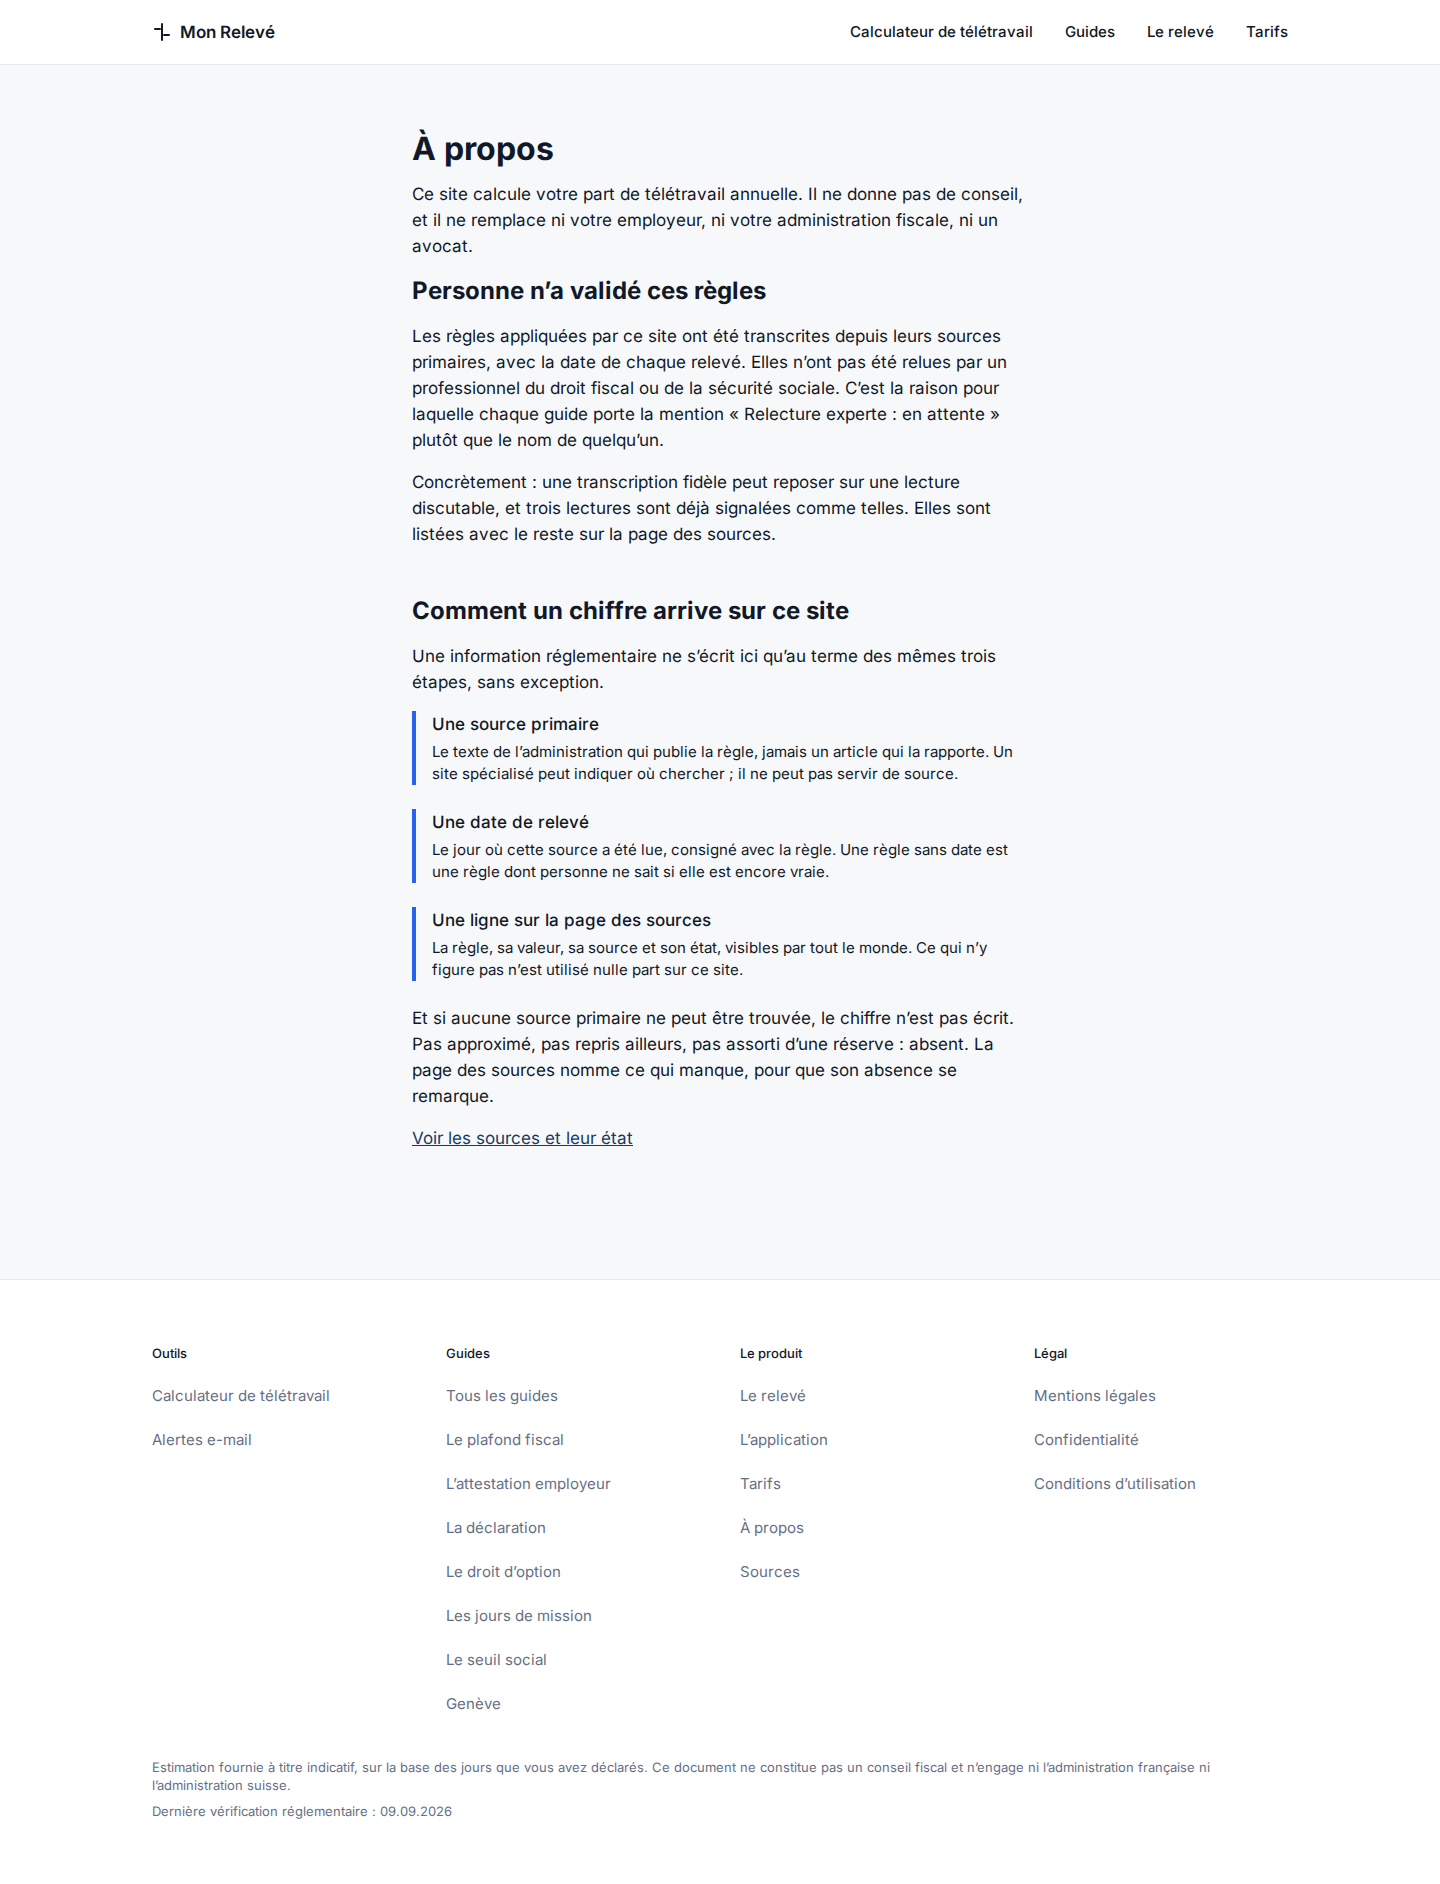 Mon Relevé
Calculateur de télétravail
Guides
Le relevé
Tarifs
À propos
Ce site calcule votre part de télétravail annuelle. Il ne donne pas de conseil,
et il ne remplace ni votre employeur, ni votre administration fiscale, ni un
avocat.
Personne n’a validé ces règles
Les règles appliquées par ce site ont été transcrites depuis leurs sources
primaires, avec la date de chaque relevé. Elles n’ont pas été relues par un
professionnel du droit fiscal ou de la sécurité sociale. C’est la raison pour
laquelle chaque guide porte la mention « Relecture experte : en attente »
plutôt que le nom de quelqu’un.
Concrètement : une transcription fidèle peut reposer sur une lecture
discutable, et trois lectures sont déjà signalées comme telles. Elles sont
listées avec le reste sur la page des sources.
Comment un chiffre arrive sur ce site
Une information réglementaire ne s’écrit ici qu’au terme des mêmes trois
étapes, sans exception.
Une source primaire
Le texte de l’administration qui publie la règle, jamais un article qui la rapporte. Un
site spécialisé peut indiquer où chercher ; il ne peut pas servir de source.
Une date de relevé
Le jour où cette source a été lue, consigné avec la règle. Une règle sans date est
une règle dont personne ne sait si elle est encore vraie.
Une ligne sur la page des sources
La règle, sa valeur, sa source et son état, visibles par tout le monde. Ce qui n’y
figure pas n’est utilisé nulle part sur ce site.
Et si aucune source primaire ne peut être trouvée, le chiffre n’est pas écrit.
Pas approximé, pas repris ailleurs, pas assorti d’une réserve : absent. La
page des sources nomme ce qui manque, pour que son absence se
remarque.
Voir les sources et leur état
Outils
Calculateur de télétravail
Alertes e-mail
Guides
Tous les guides
Le plafond fiscal
L’attestation employeur
La déclaration
Le droit d’option
Les jours de mission
Le seuil social
Genève
Le produit
Le relevé
L’application
Tarifs
À propos
Sources
Légal
Mentions légales
Confidentialité
Conditions d’utilisation
Estimation fournie à titre indicatif, sur la base des jours que vous avez déclarés. Ce document ne constitue pas un conseil fiscal et n’engage ni l’administration française ni
l’administration suisse.
Dernière vérification réglementaire : 09.09.2026